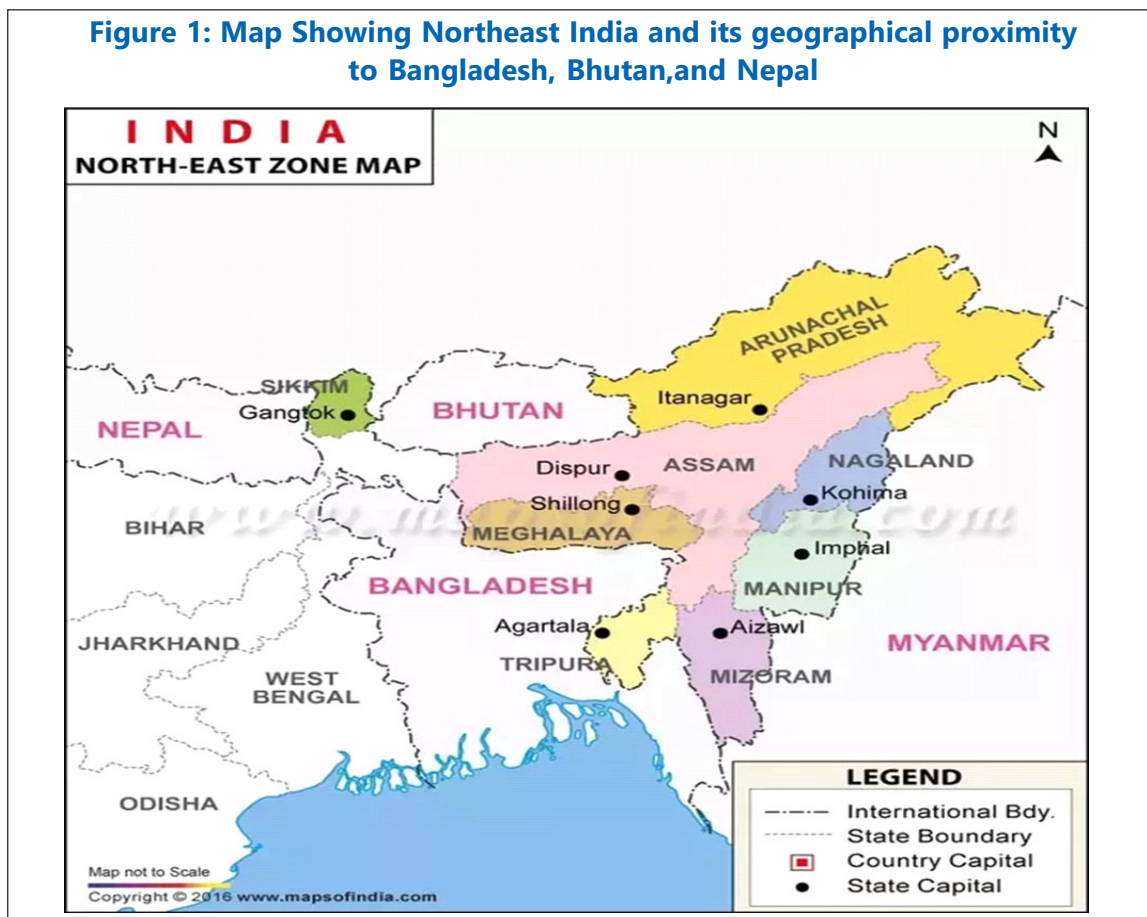 Figure 1: Map Showing Northeast India and its geographical proximity
to Bangladesh, Bhutan,and Nepal
INDIA
NORTH-EAST ZONE MAP
N
ARUNACHAL
PRADESH
SIKKIM
Gangtok
NEPAL
BHUTAN
Itanagar
Dispur
ASSAM
NAGALAND
Kohima
Shillong
MEGHALAYA
BIHAR
www.mapsofindia.com
Imphal
MANIPUR
BANGLADESH
Agartala
TRIPURA
Aizawl
MIZORAM
MYANMAR
JHARKHAND
WEST
BENGAL
ODISHA
LEGEND
International Bdy.
State Boundary
Country Capital
State Capital
Map not to Scale
Copyright © 2016 www.mapsofindia.com